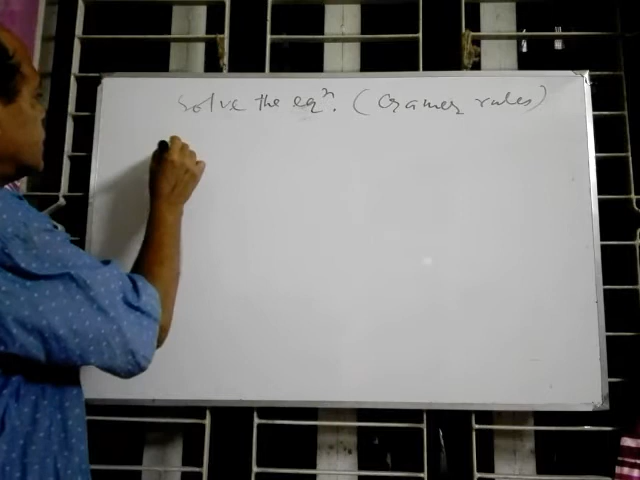 Solve the eqⁿ. (Cramer rules)